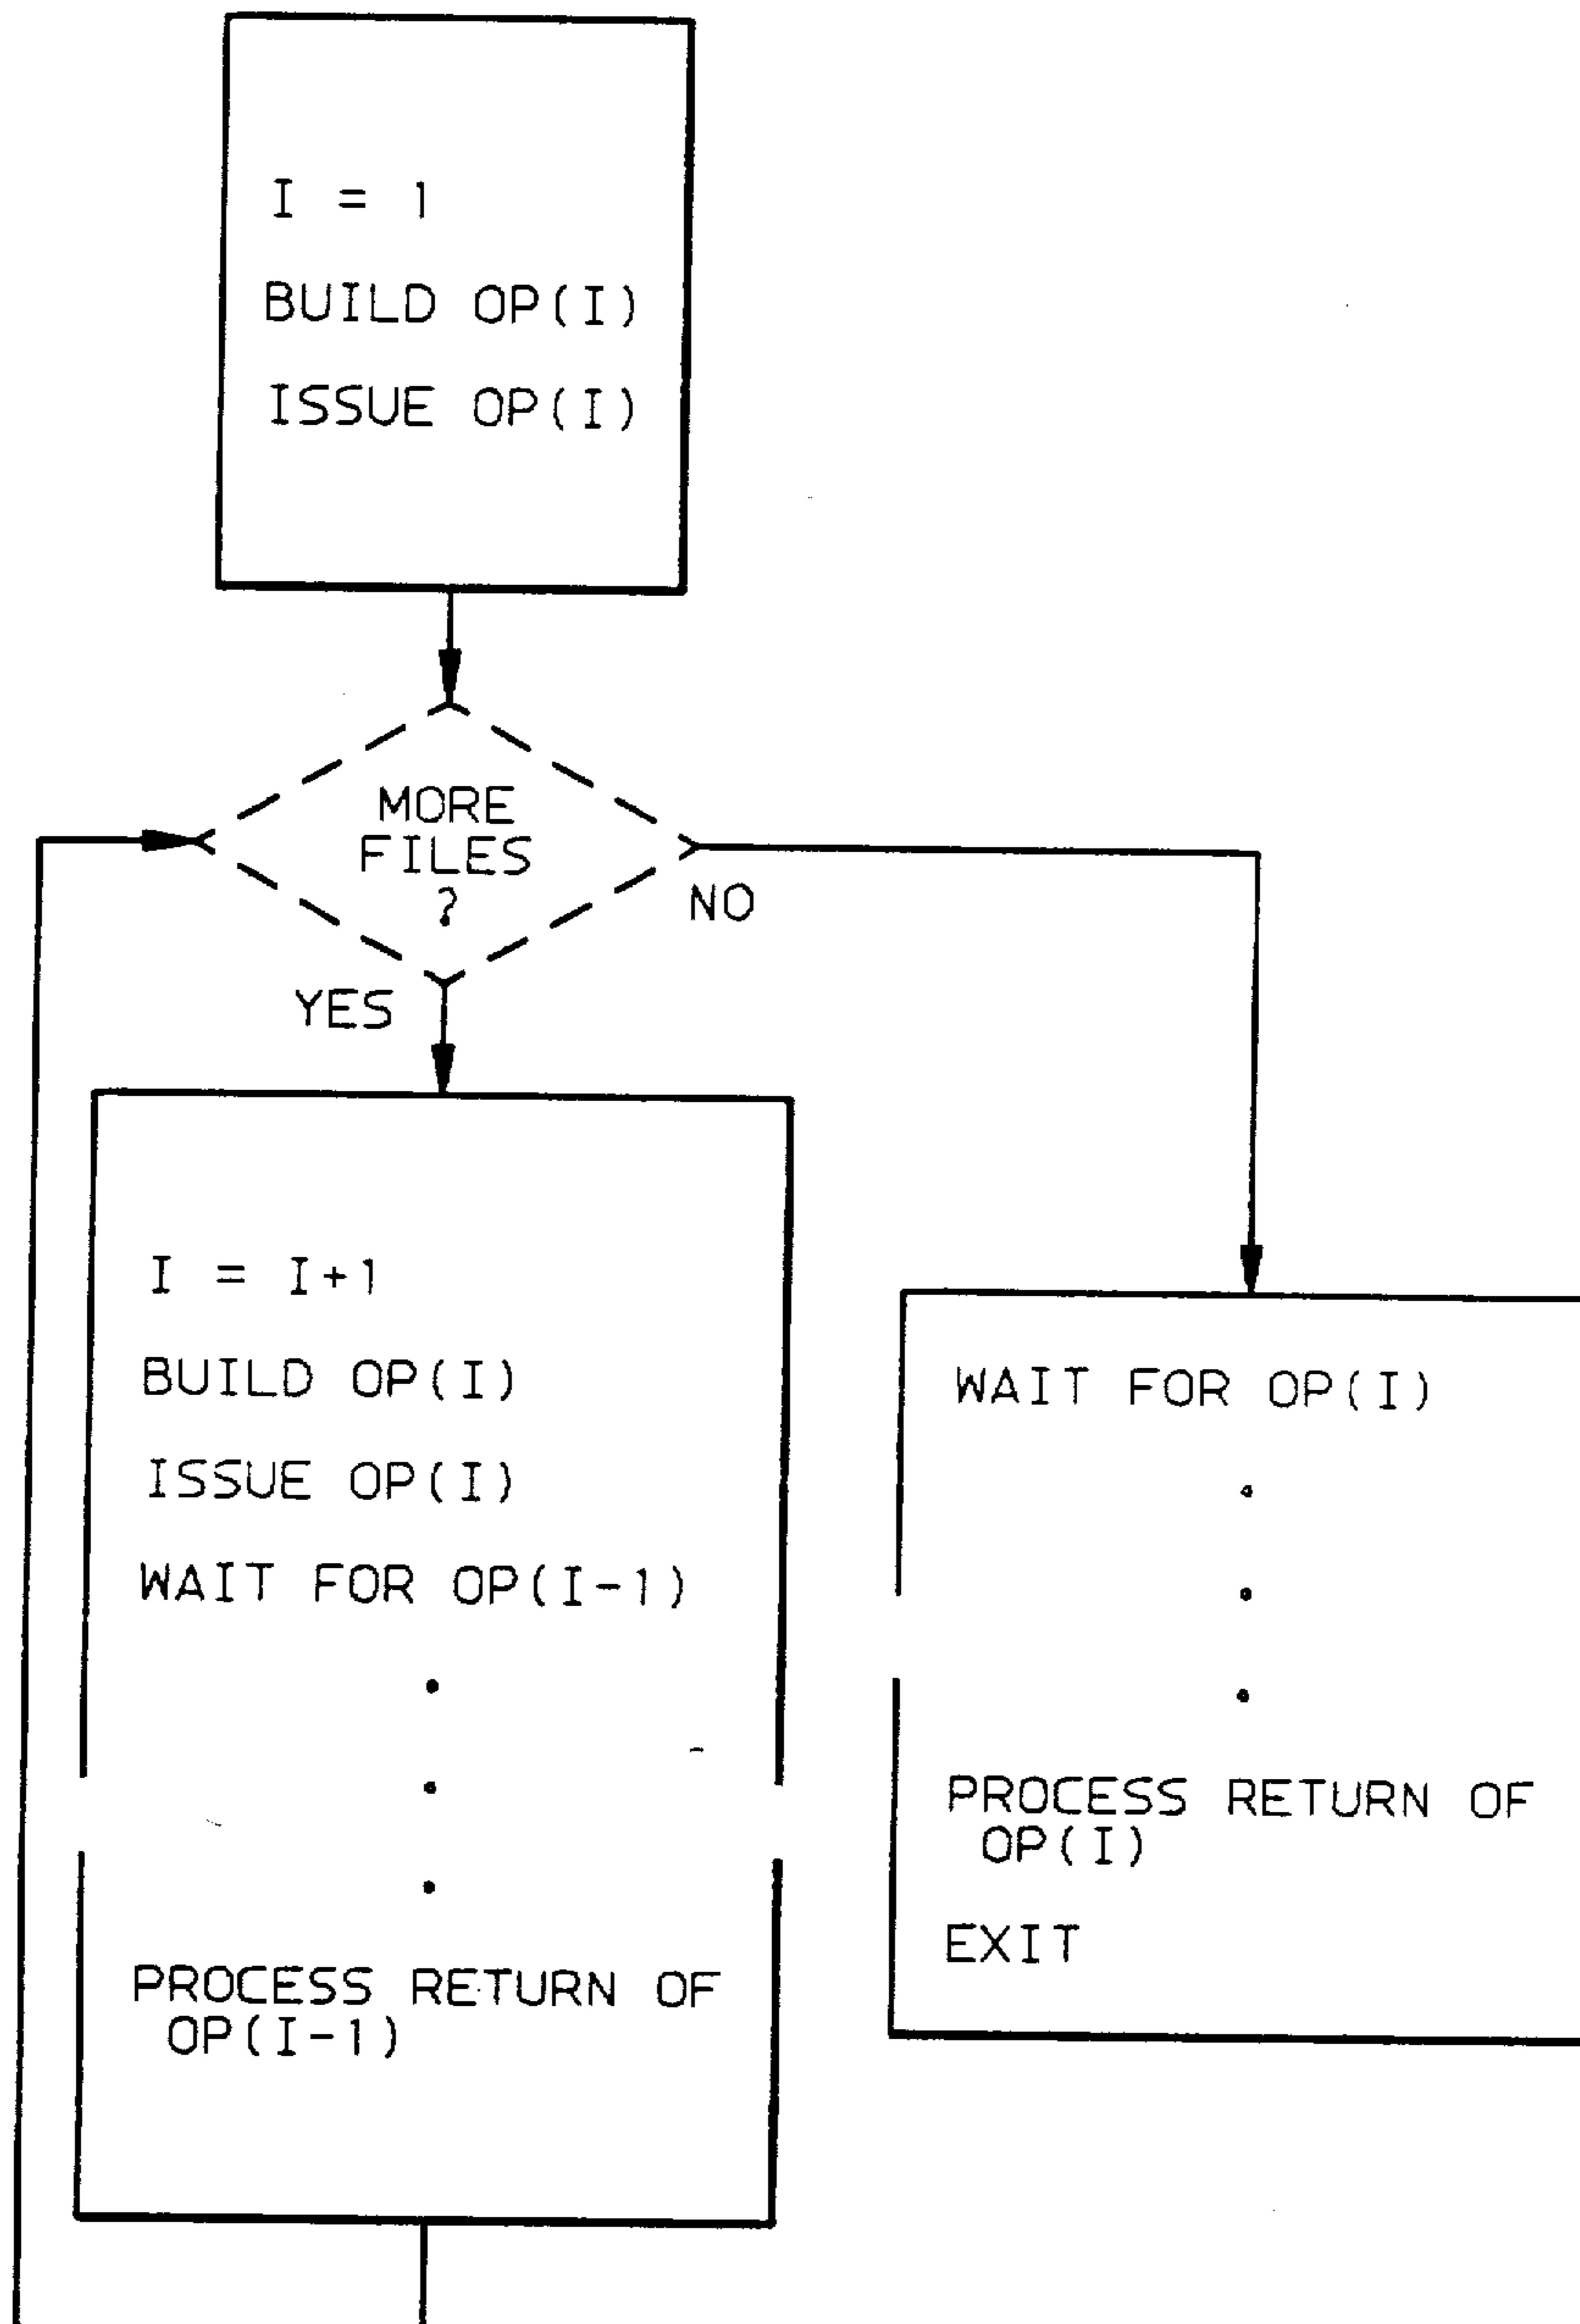 I = 1
BUILD OP(I)
ISSUE OP(I)
MORE
FILES
?
NO
YES
I = I+1
BUILD OP(I)
ISSUE OP(I)
WAIT FOR OP(I-1)
.
.
.
PROCESS RETURN OF
OP(I-1)
WAIT FOR OP(I)
.
.
.
PROCESS RETURN OF
OP(I)
EXIT